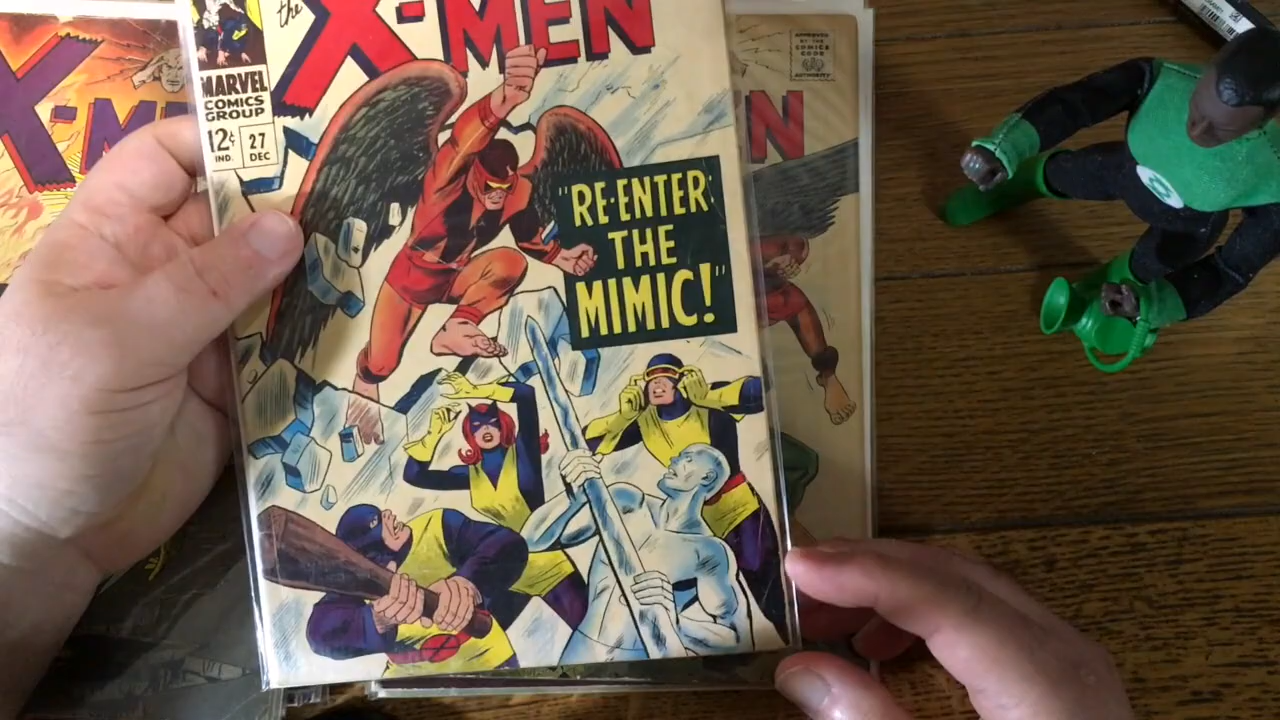 the
X-MEN
MARVEL
COMICS
GROUP
12¢
IND.
27
DEC
"RE-ENTER
THE
MIMIC!"
X-M
APPROVED
BY THE
COMICS
CODE
AUTHORITY
N
X